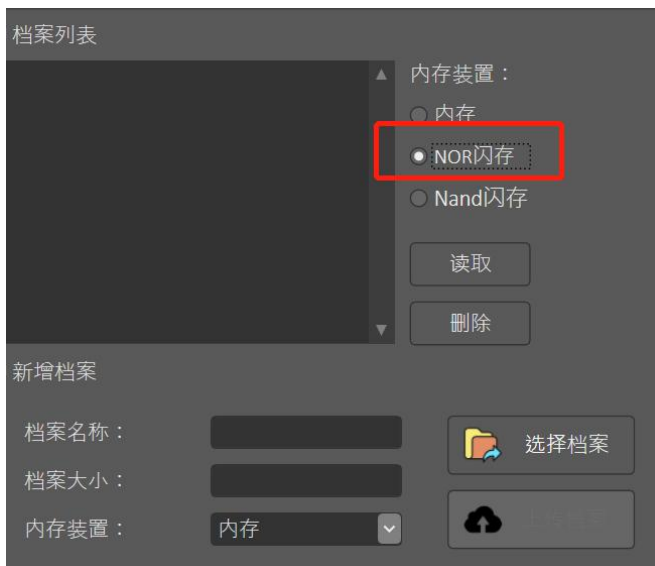 档案列表
内存装置：
内存
NOR闪存
Nand闪存
读取
删除
新增档案
档案名称：
选择档案
档案大小：
内存装置：
内存